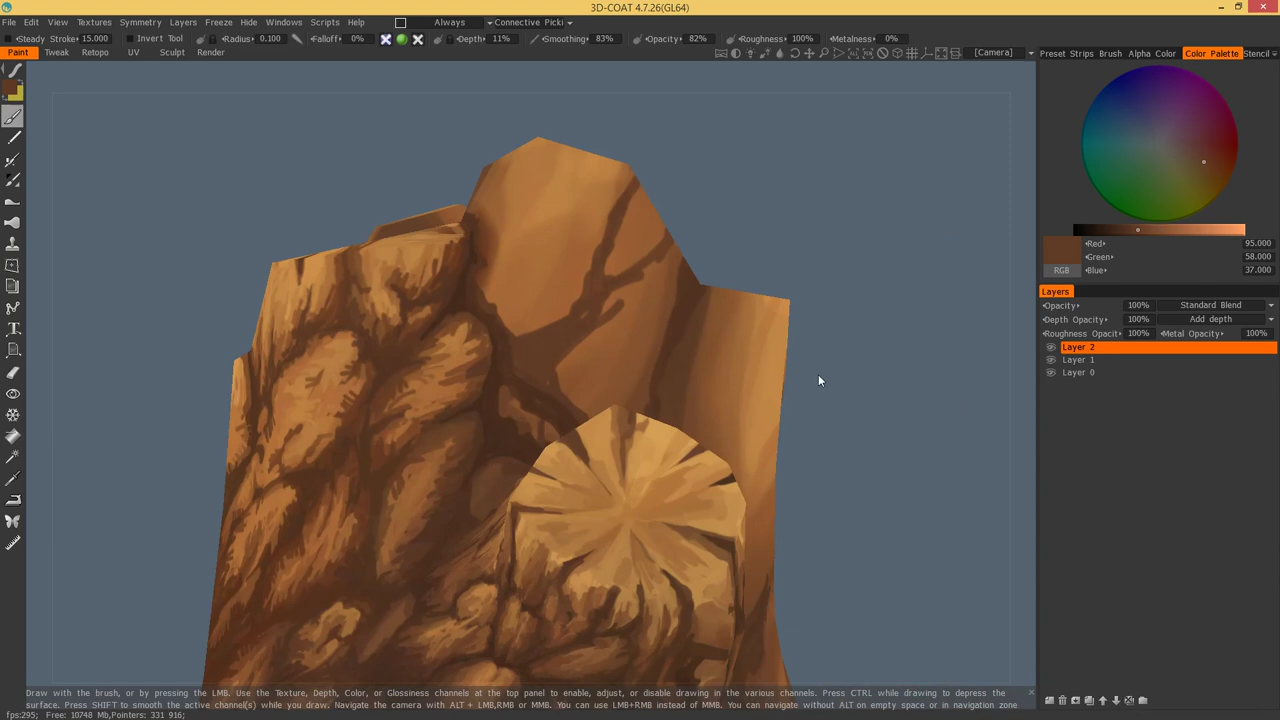 3D-COAT 4.7.26(GL64)
File Edit View Textures Symmetry Layers Freeze Hide Windows Scripts Help Always Connective Picki
Steady Stroke 15.000 Invert Tool Radius 0.100 Falloff 0% Depth 11% Smoothing 83% Opacity 82% Roughness 100% Metalness 0%
Paint Tweak Retopo UV Sculpt Render [Camera] Preset Strips Brush Alpha Color Color Palette Stencil
RGB
Red 95.000
Green 58.000
Blue 37.000
Layers
Opacity 100% Standard Blend
Depth Opacity 100% Add depth
Roughness Opacit 100% Metal Opacity 100%
Layer 2
Layer 1
Layer 0
Draw with the brush, or by pressing the LMB. Use the Texture, Depth, Color, or Glossiness channels at the top panel to enable, adjust, or disable drawing in the various channels. Press CTRL while drawing to depress the
surface. Press SHIFT to smooth the active channel(s) while you draw. Navigate the camera with ALT + LMB,RMB or MMB. You can use LMB+RMB instead of MMB. You can navigate without ALT on empty space or in navigation zone
fps:295; Free: 10748 Mb,Pointers: 331 916;